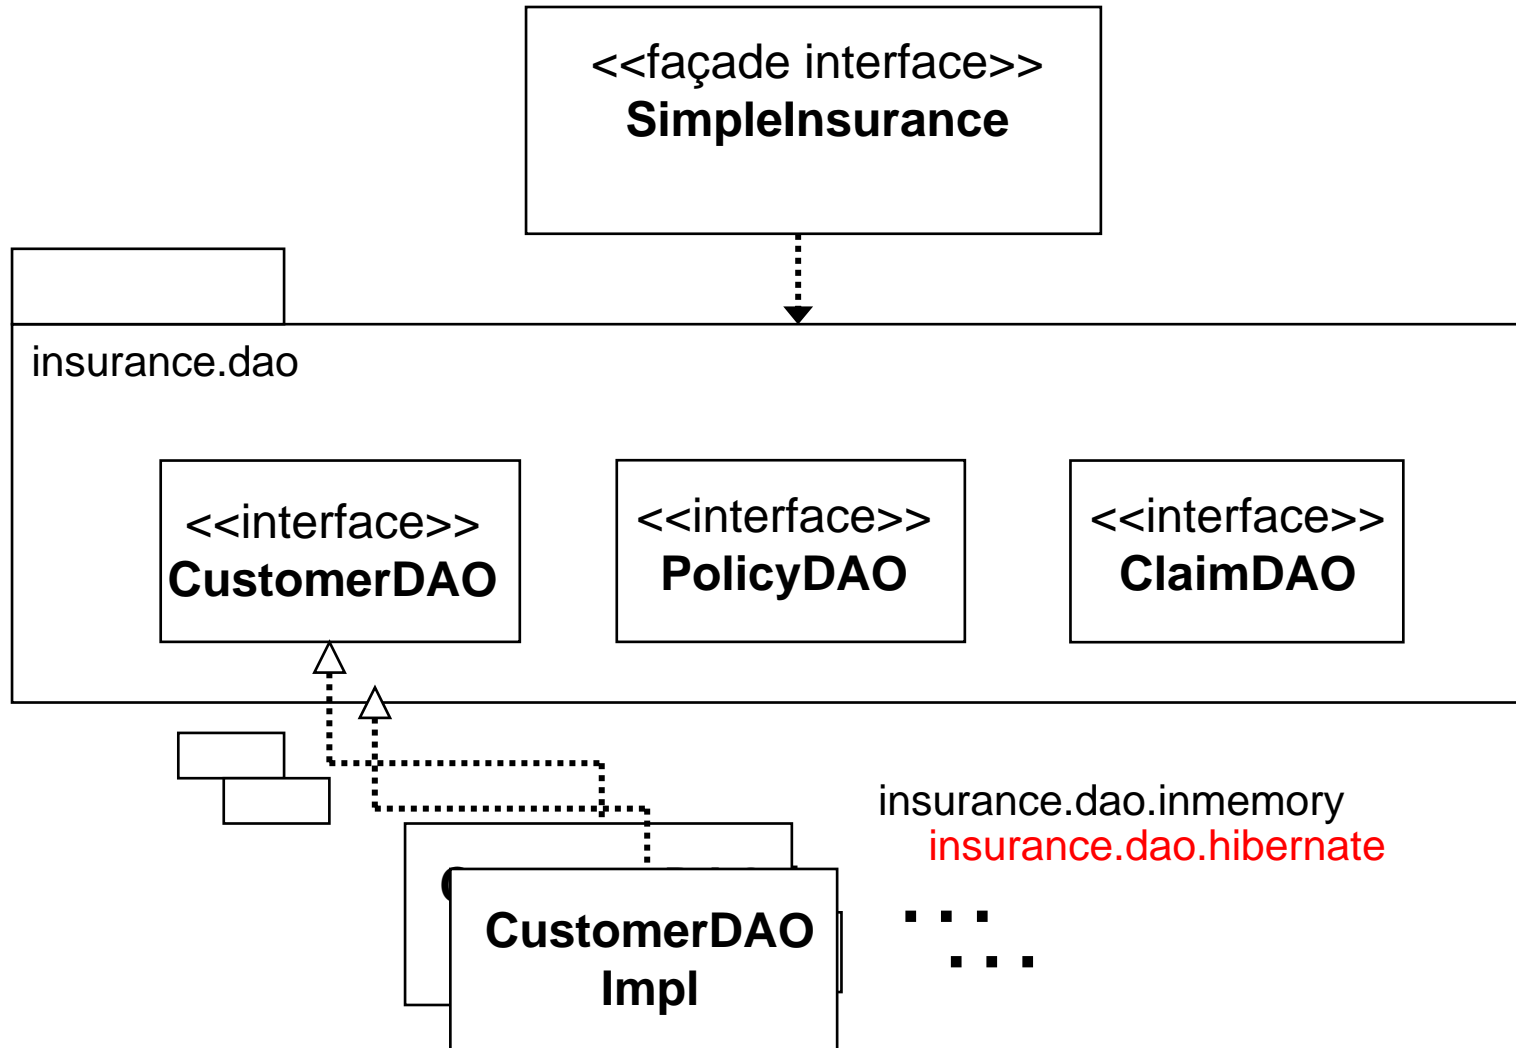 <<façade interface>>
SimpleInsurance
insurance.dao
<<interface>>
CustomerDAO
<<interface>>
PolicyDAO
<<interface>>
ClaimDAO
insurance.dao.inmemory
insurance.dao.hibernate
CustomerDAO
Impl
...
...